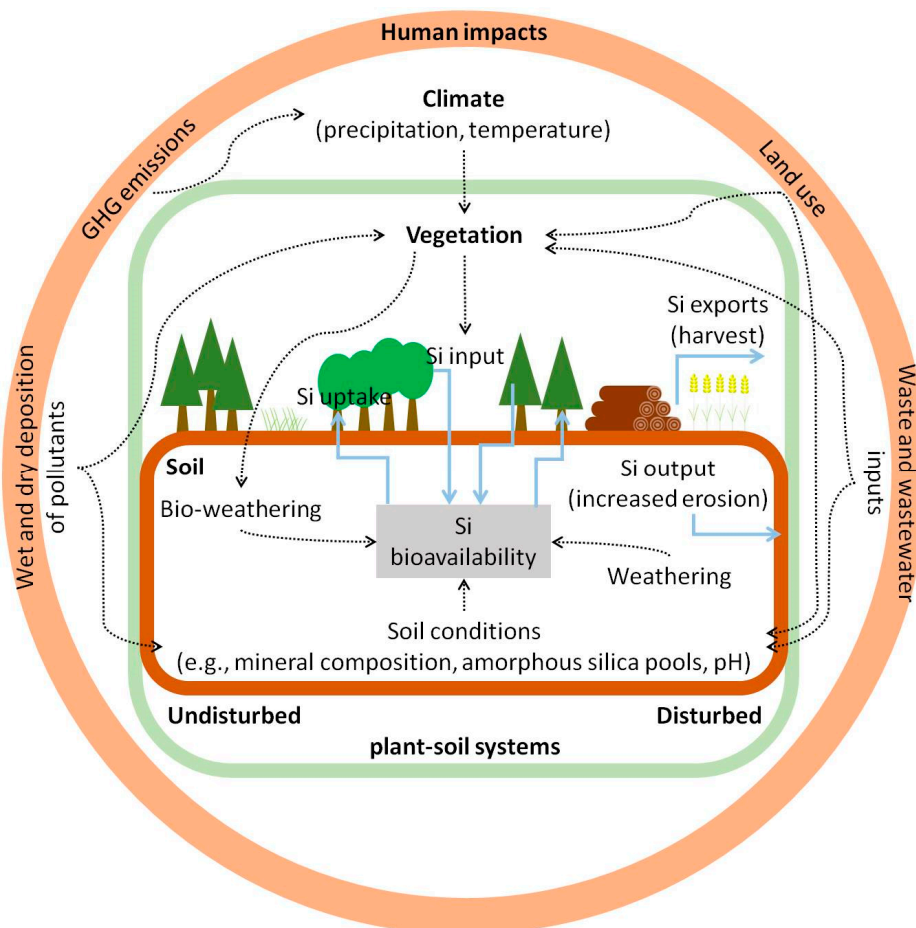 Human impacts
Climate
(precipitation, temperature)
GHG emissions
Land use
Vegetation
Si exports
(harvest)
Si input
Si uptake
Wet and dry deposition
of pollutants
Waste and wastewater
inputs
Soil
Si output
(increased erosion)
Bio-weathering
Si
bioavailability
Weathering
Soil conditions
(e.g., mineral composition, amorphous silica pools, pH)
Undisturbed
Disturbed
plant-soil systems